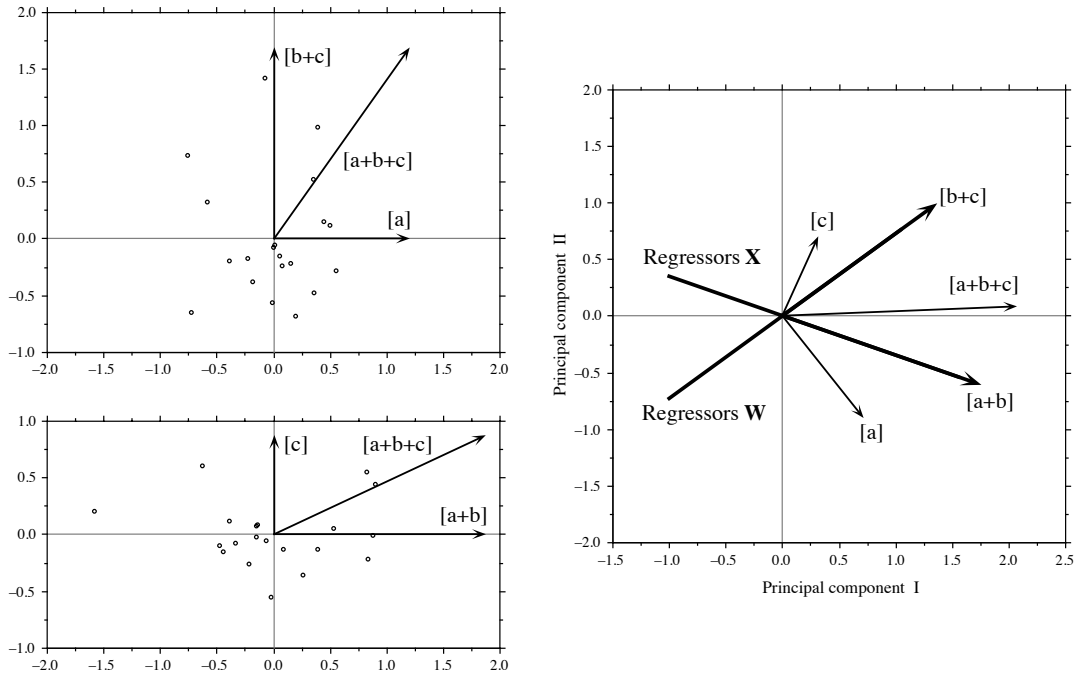 2.0
1.5
1.0
0.5
0.0
–0.5
–1.0
[b+c]
[a+b+c]
[a]
–2.0 –1.5 –1.0 –0.5 0.0 0.5 1.0 1.5 2.0
1.0
0.5
0.0
–0.5
–1.0
[c]
[a+b+c]
[a+b]
–2.0 –1.5 –1.0 –0.5 0.0 0.5 1.0 1.5 2.0
Principal component II
2.0
1.5
1.0
0.5
0.0
–0.5
–1.0
–1.5
–2.0
[b+c]
[c]
Regressors X
[a+b+c]
[a+b]
Regressors W
[a]
–1.5 –1.0 –0.5 0.0 0.5 1.0 1.5 2.0 2.5
Principal component I